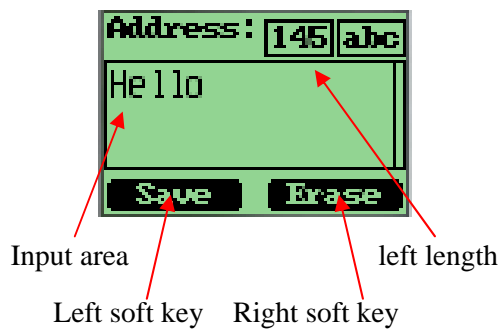 Address: 145 abc
Hello
Save Erase
Input area left length
Left soft key Right soft key